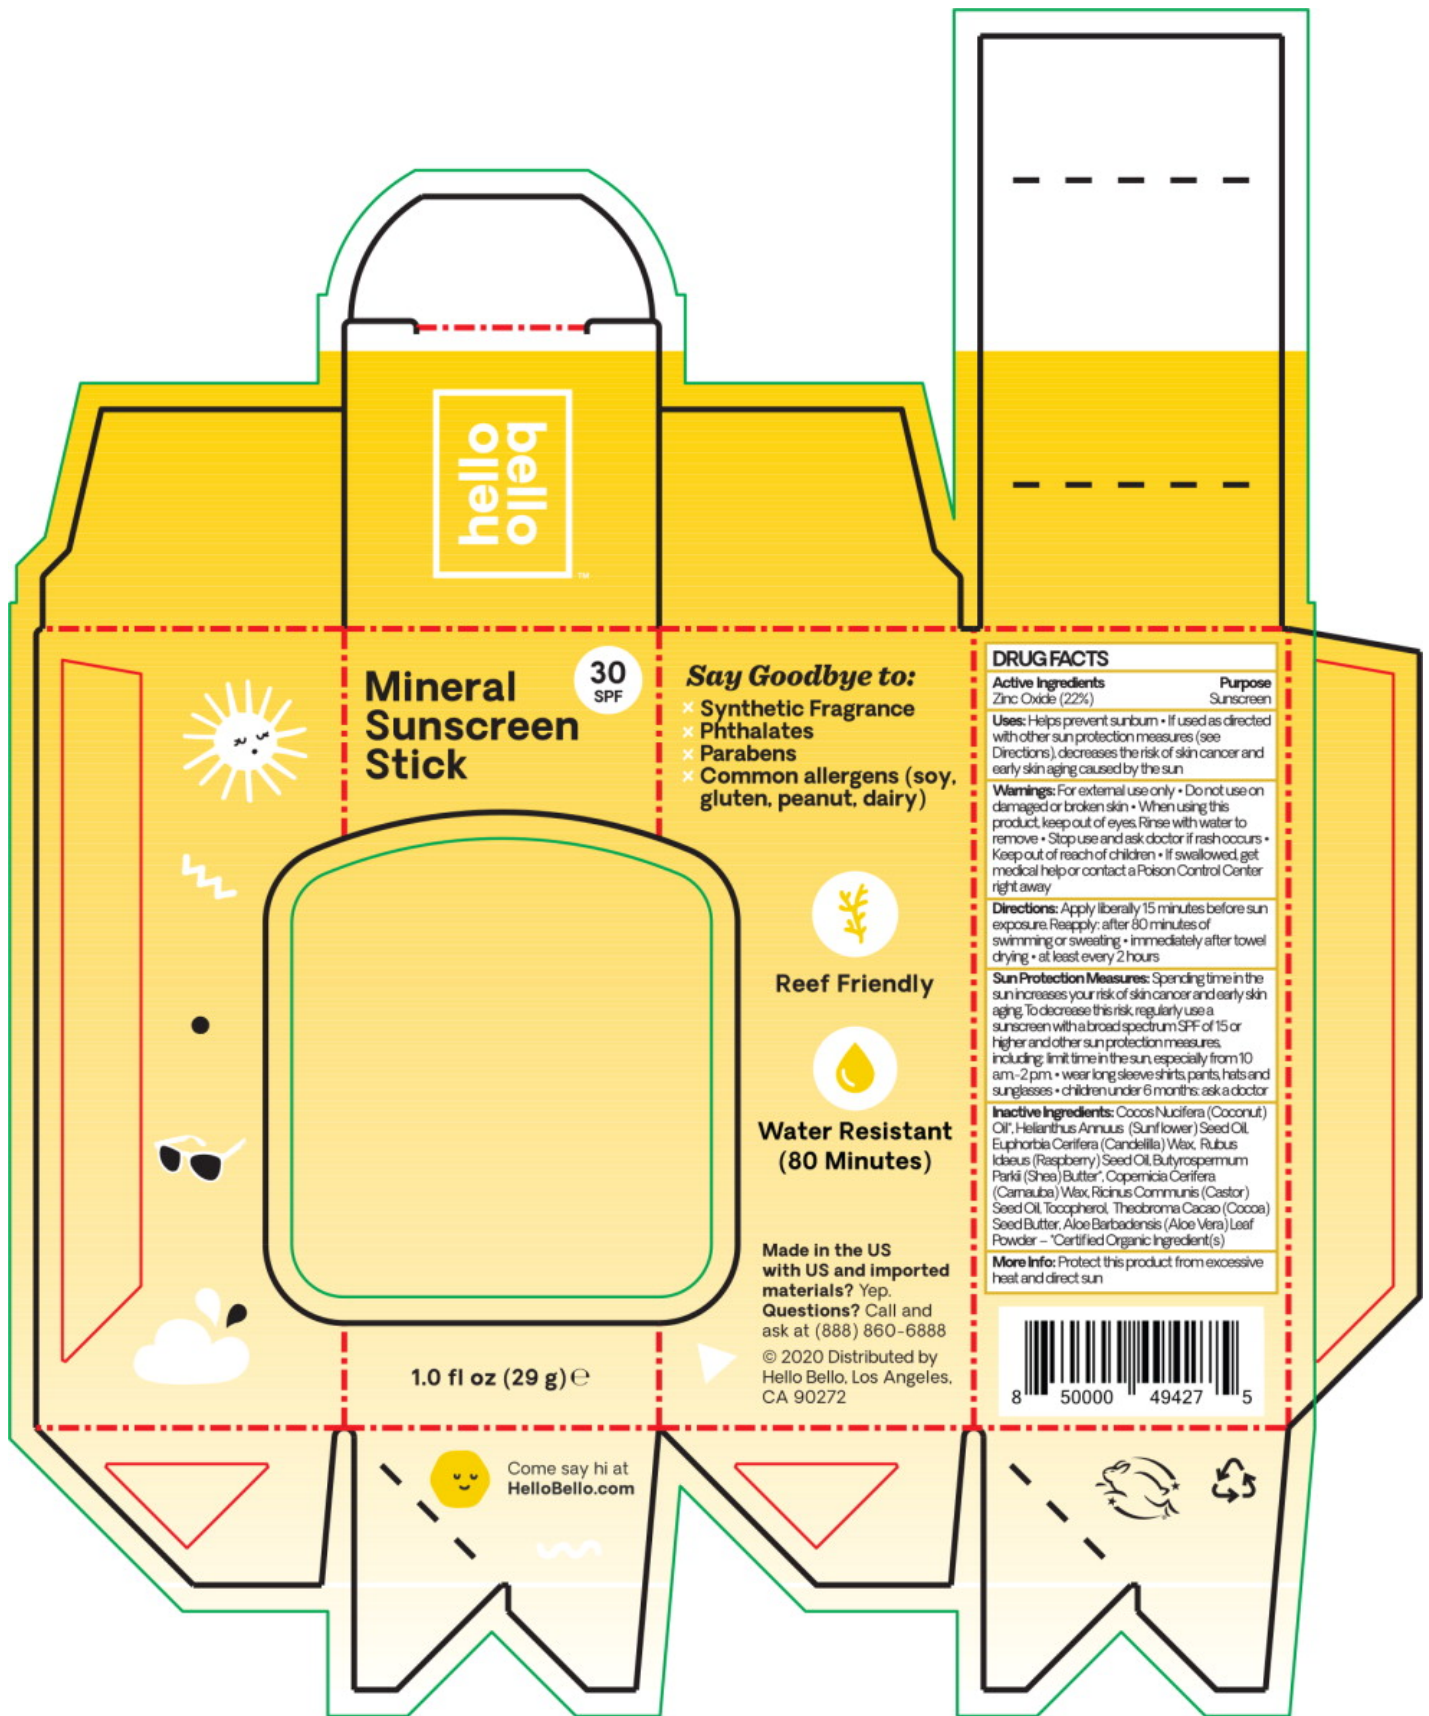 hello
bello
TM
Mineral
Sunscreen
Stick
30
SPF
1.0 fl oz (29 g) ℮
Say Goodbye to:
× Synthetic Fragrance
× Phthalates
× Parabens
× Common allergens (soy,
gluten, peanut, dairy)
Reef Friendly
Water Resistant
(80 Minutes)
Made in the US
with US and imported
materials? Yep.
Questions? Call and
ask at (888) 860-6888
© 2020 Distributed by
Hello Bello, Los Angeles,
CA 90272
DRUG FACTS
Active Ingredients Purpose
Zinc Oxide (22%) Sunscreen
Uses: Helps prevent sunburn • If used as directed
with other sun protection measures (see
Directions), decreases the risk of skin cancer and
early skin aging caused by the sun
Warnings: For external use only • Do not use on
damaged or broken skin • When using this
product, keep out of eyes. Rinse with water to
remove • Stop use and ask doctor if rash occurs •
Keep out of reach of children • If swallowed, get
medical help or contact a Poison Control Center
right away
Directions: Apply liberally 15 minutes before sun
exposure. Reapply: after 80 minutes of
swimming or sweating • immediately after towel
drying • at least every 2 hours
Sun Protection Measures: Spending time in the
sun increases your risk of skin cancer and early skin
aging. To decrease this risk, regularly use a
sunscreen with a broad spectrum SPF of 15 or
higher and other sun protection measures,
including: limit time in the sun, especially from 10
a.m.-2 p.m. • wear long sleeve shirts, pants, hats and
sunglasses • children under 6 months: ask a doctor
Inactive Ingredients: Cocos Nucifera (Coconut)
Oil*, Helianthus Annuus (Sunflower) Seed Oil,
Euphorbia Cerifera (Candelilla) Wax, Rubus
Idaeus (Raspberry) Seed Oil, Butyrospermum
Parkii (Shea) Butter*, Copernicia Cerifera
(Carnauba) Wax, Ricinus Communis (Castor)
Seed Oil, Tocopherol, Theobroma Cacao (Cocoa)
Seed Butter, Aloe Barbadensis (Aloe Vera) Leaf
Powder – *Certified Organic Ingredient(s)
More Info: Protect this product from excessive
heat and direct sun
8 50000 49427 5
Come say hi at
HelloBello.com